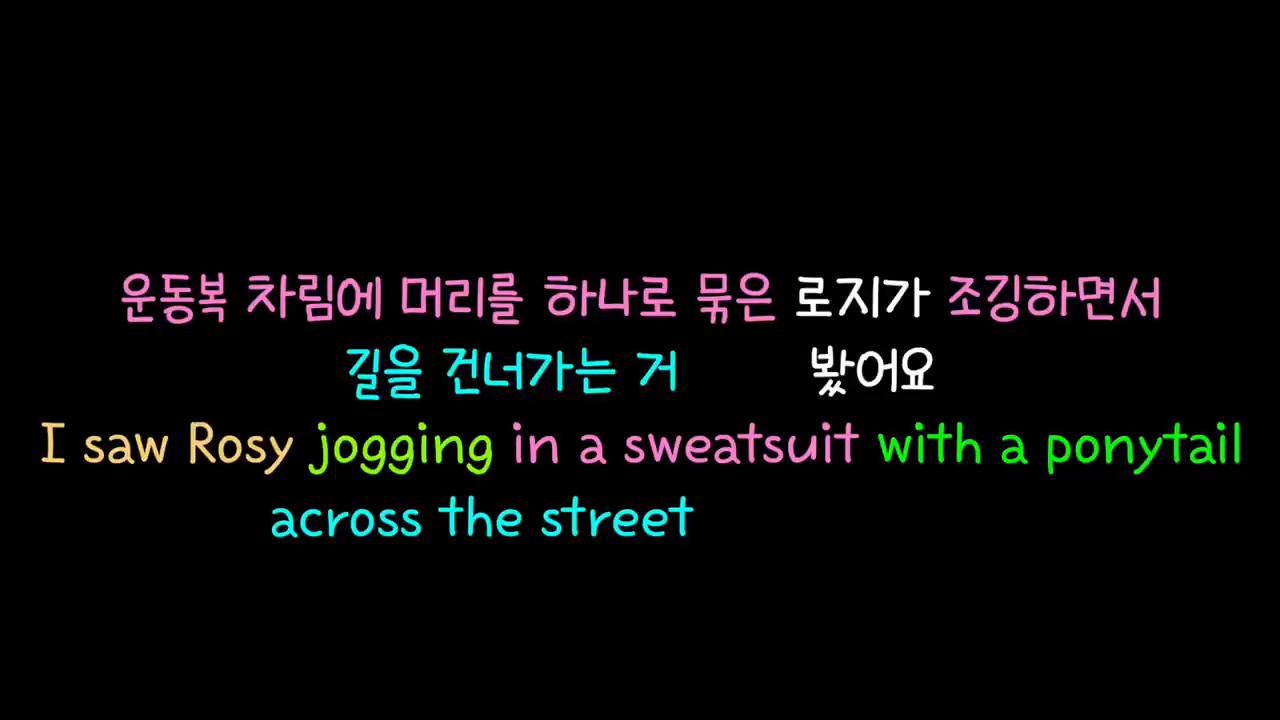 운동복 차림에 머리를 하나로 묶은 로지가 조깅하면서
길을 건너가는 거 봤어요
I saw Rosy jogging in a sweatsuit with a ponytail
across the street